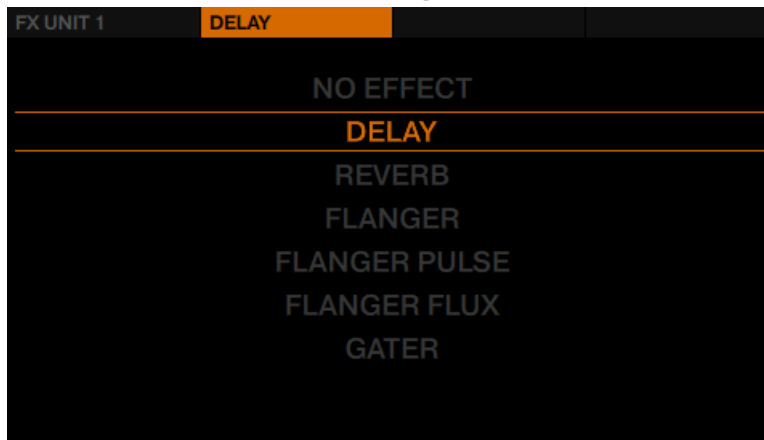 FX UNIT 1 DELAY
NO EFFECT
DELAY
REVERB
FLANGER
FLANGER PULSE
FLANGER FLUX
GATER